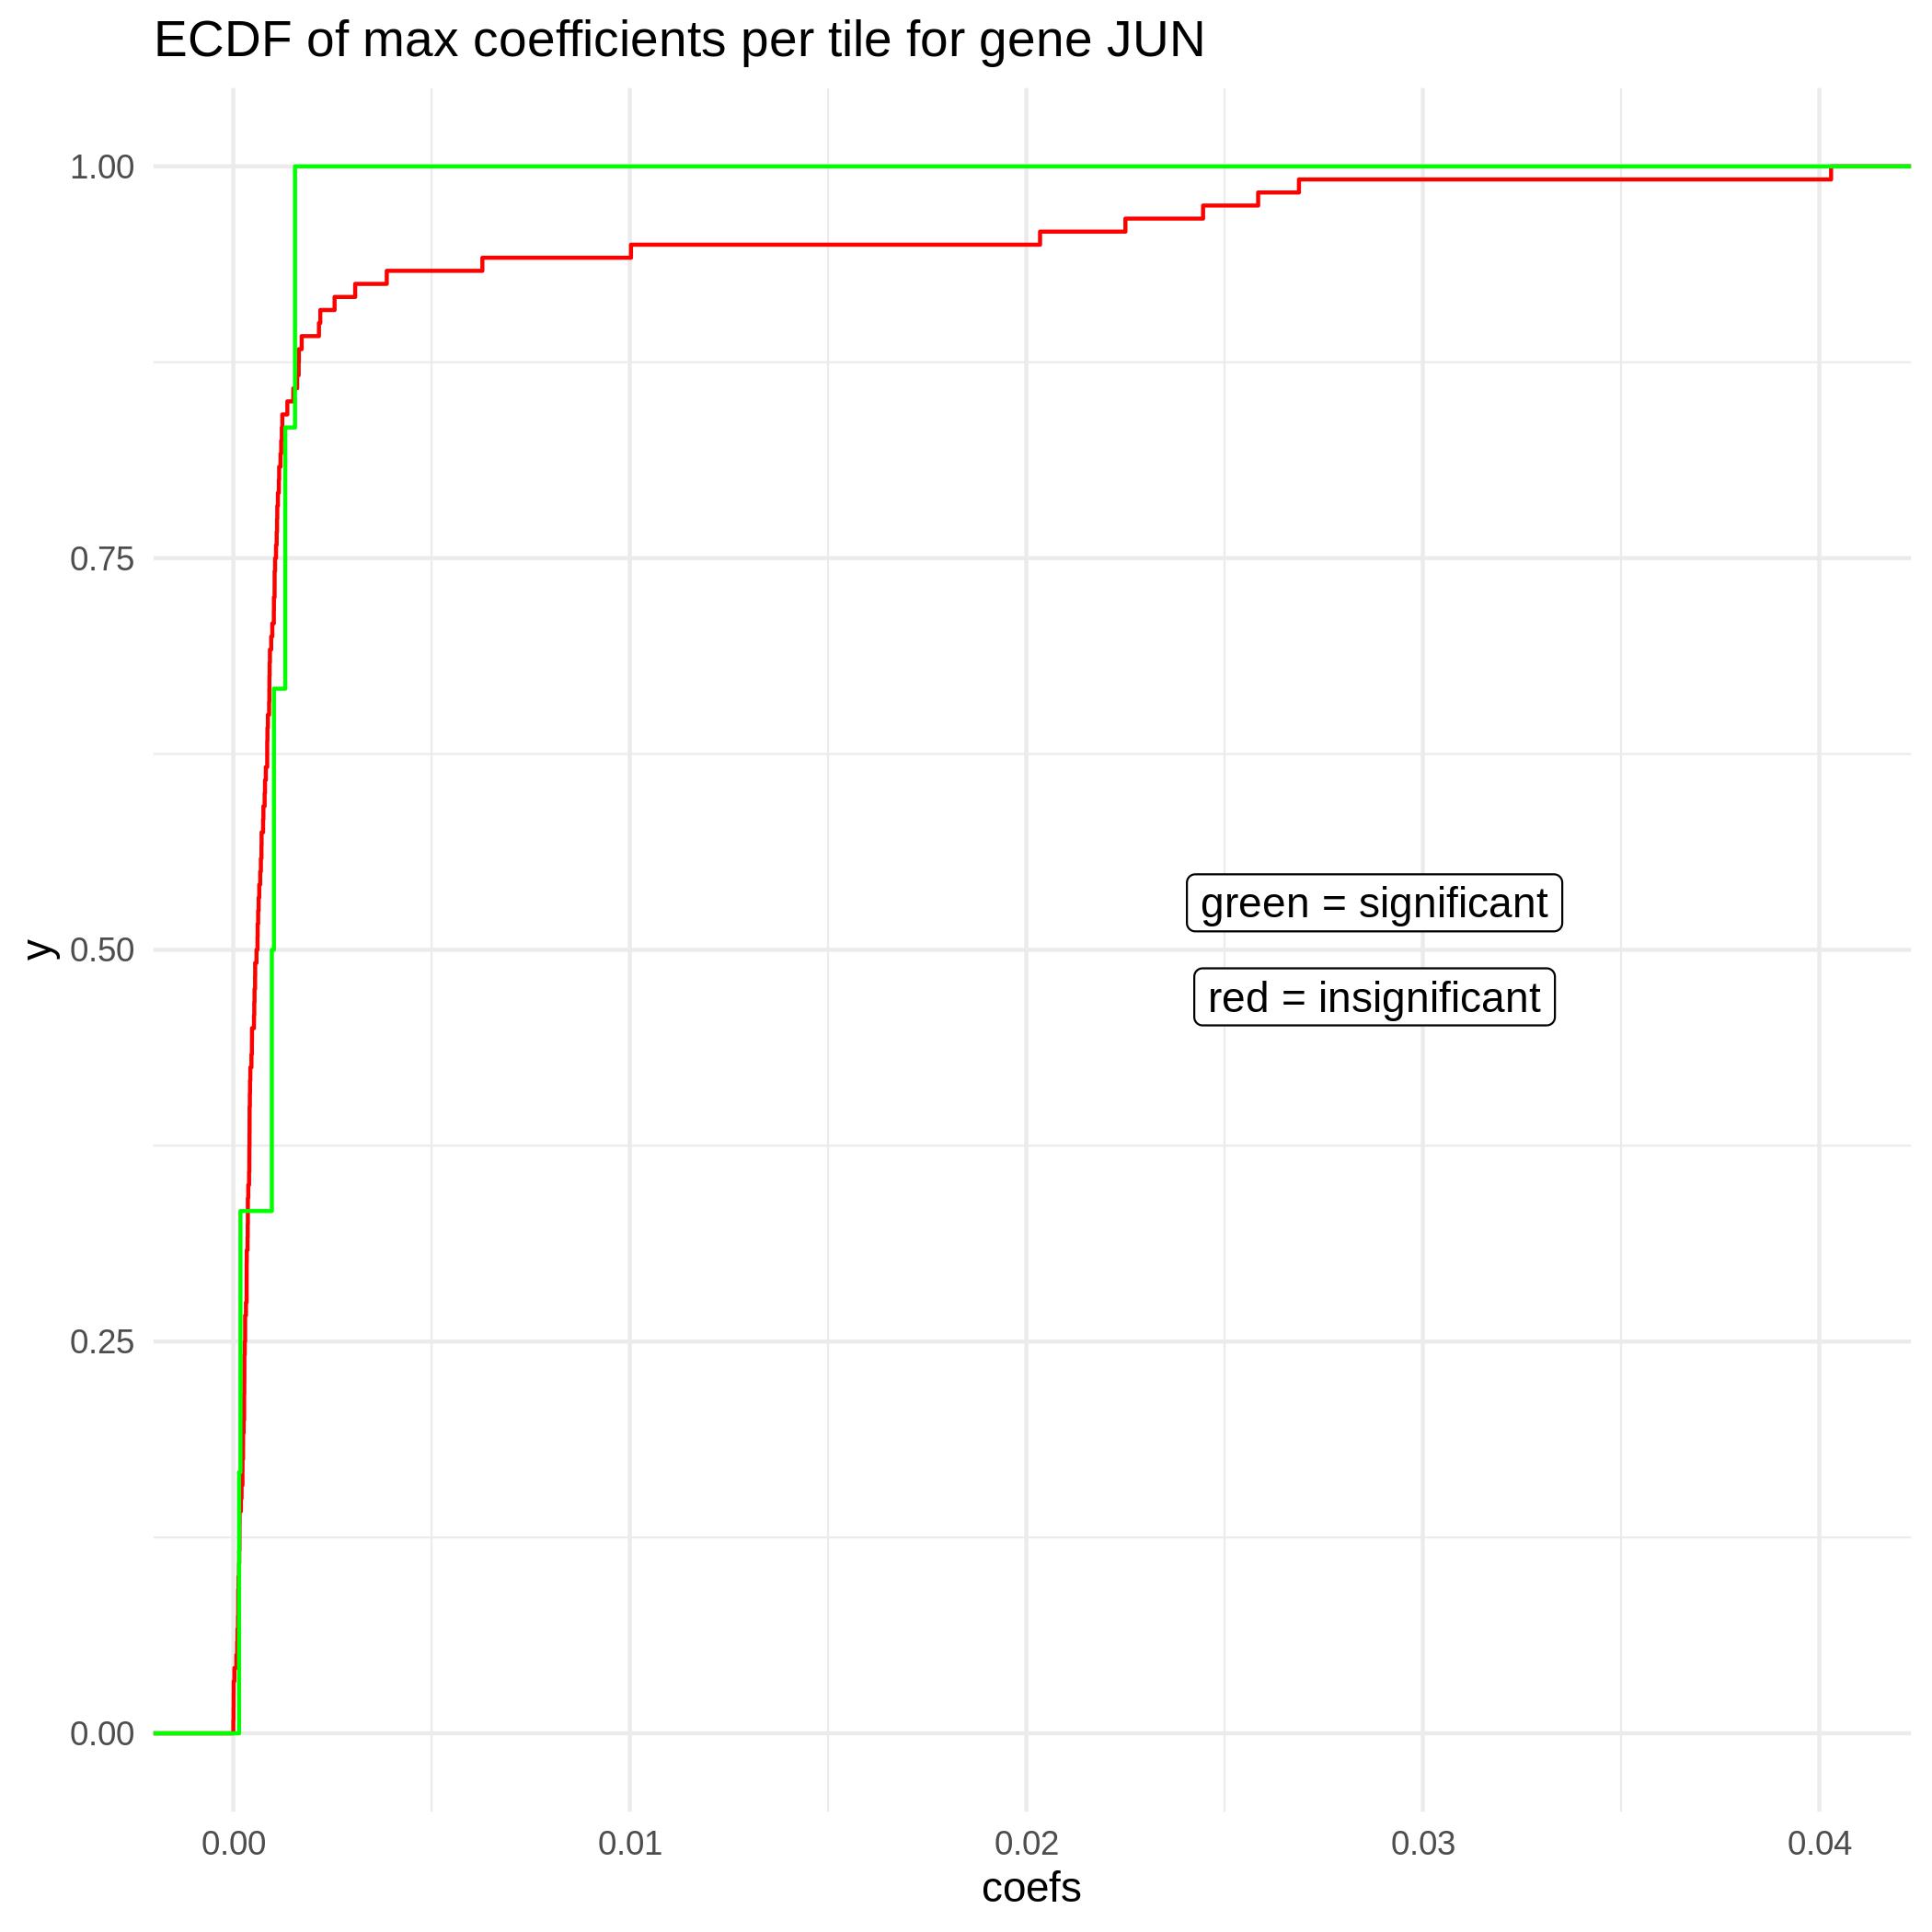 ECDF of max coefficients per tile for gene JUN
1.00
0.75
0.50
0.25
0.00
y
green = significant
red = insignificant
0.00 0.01 0.02 0.03 0.04
coefs